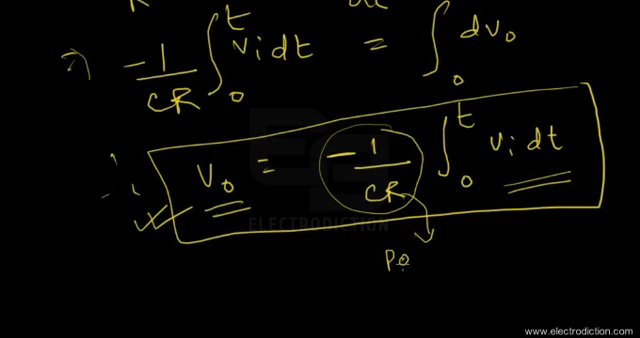 ⇒ -1/CR ∫₀ᵗ Vi dt = ∫₀ dV₀
∴ V₀ = -1/CR ∫₀ᵗ Vi dt
ELECTRODICTION
www.electrodiction.com